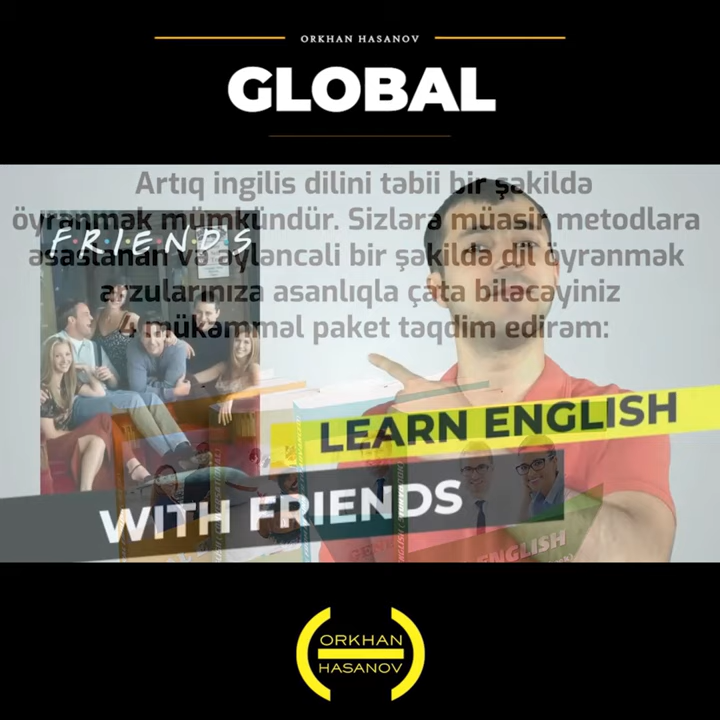 ORKHAN HASANOV
GLOBAL
Artıq ingilis dilini təbii bir şəkildə
öyrənmək mümkündür. Sizlərə müasir metodlara
əsaslanan və əyləncəli bir şəkildə dil öyrənmək
arzularınıza asanlıqla çata biləcəyiniz
4 mükəmməl paket təqdim edirəm:
FRIENDS
LEARN ENGLISH
WITH FRIENDS
ENGLISH
ORKHAN
HASANOV